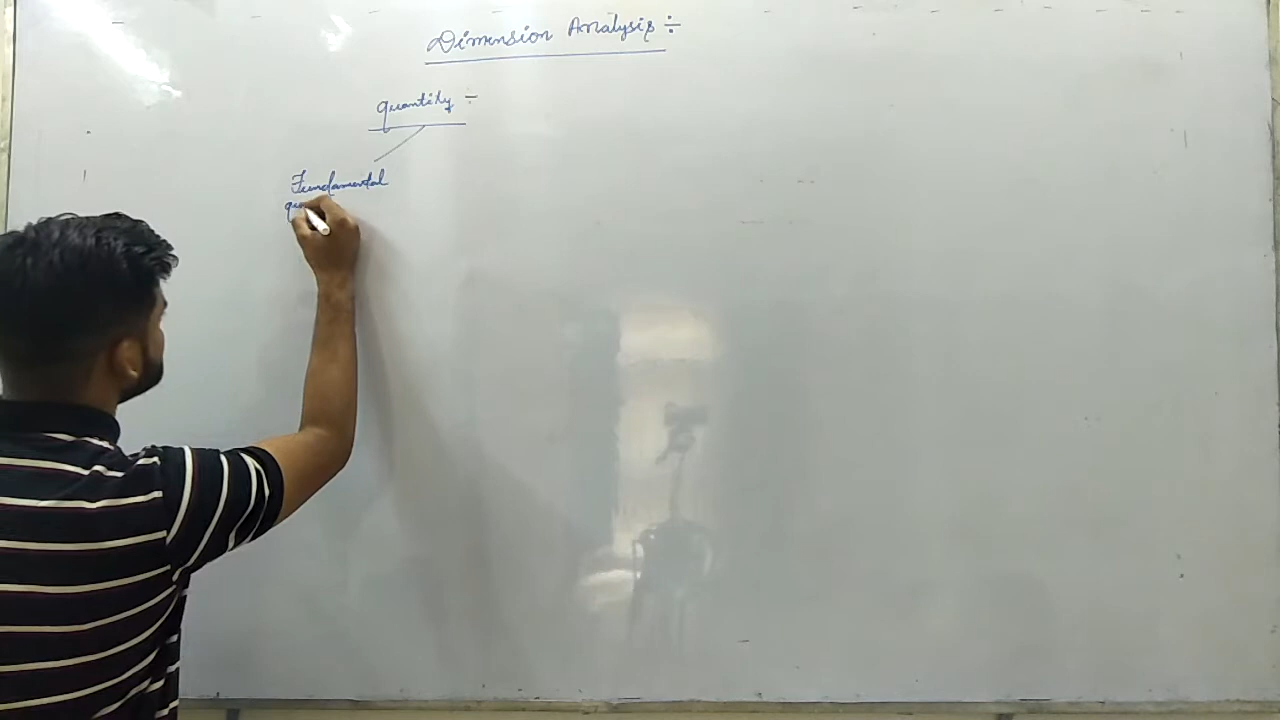 Dimension Analysis ÷
Quantity ÷
Fundamental